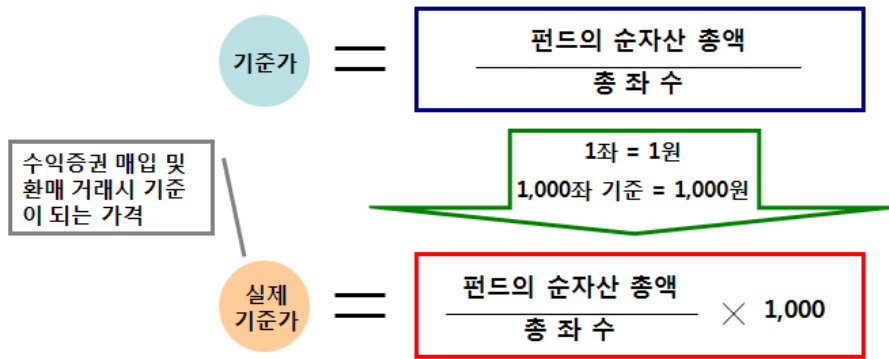 기준가
=
펀드의 순자산 총액
총 좌 수
수익증권 매입 및
환매 거래시 기준
이 되는 가격
1좌 = 1원
1,000좌 기준 = 1,000원
실제
기준가
=
펀드의 순자산 총액
총 좌 수
× 1,000